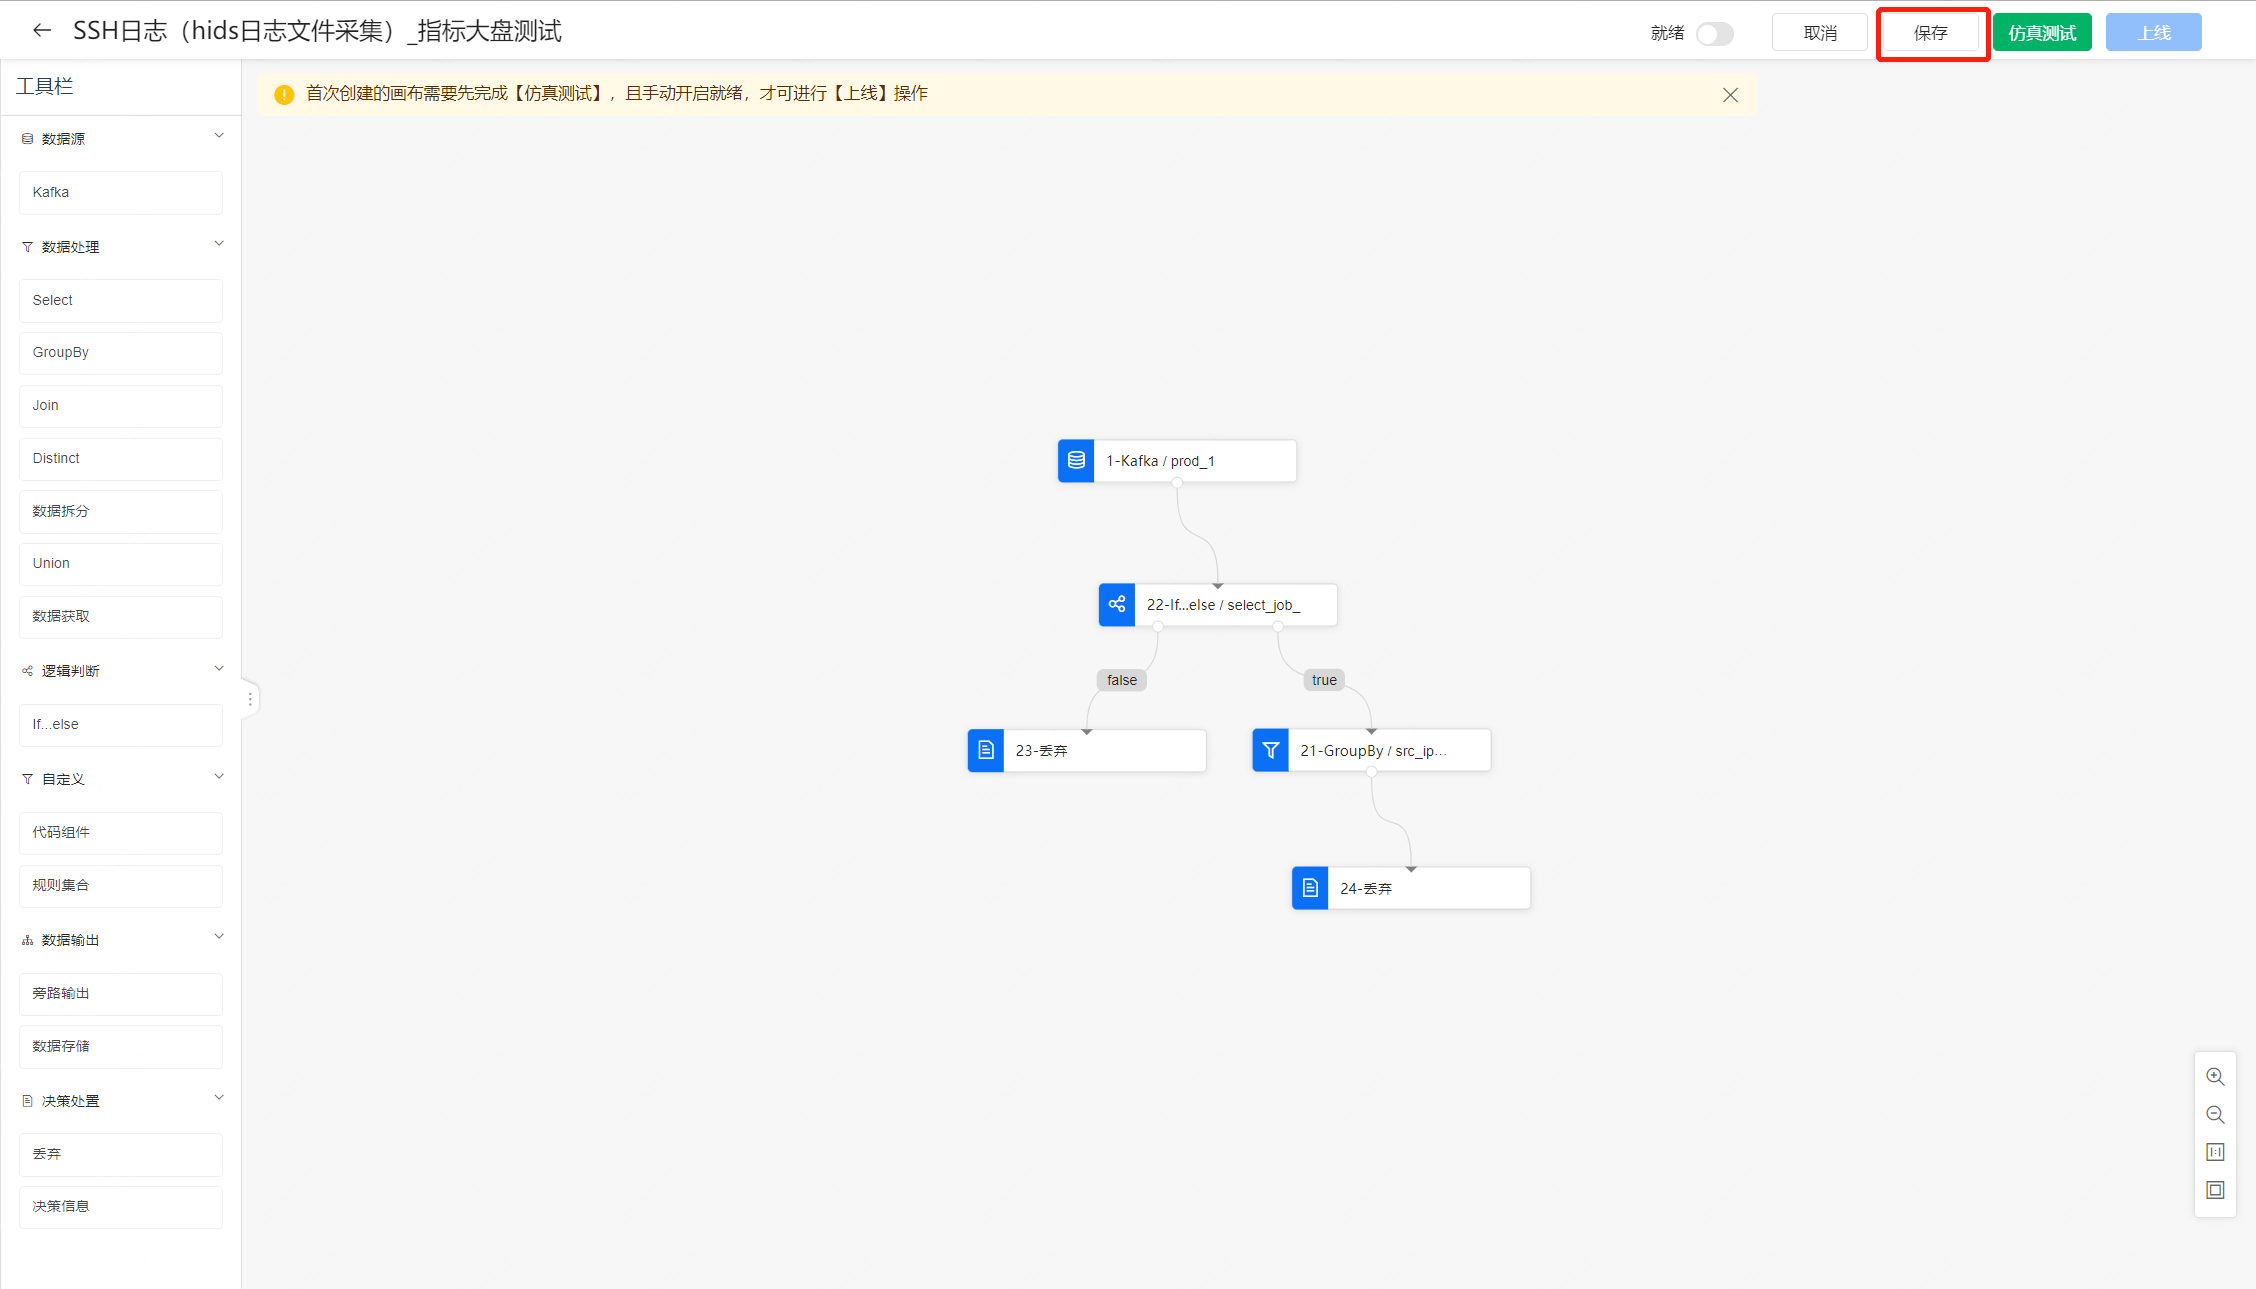 SSH日志（hids日志文件采集）_指标大盘测试
就绪
取消
保存
仿真测试
上线
工具栏
首次创建的画布需要先完成【仿真测试】，且手动开启就绪，才可进行【上线】操作
数据源
Kafka
数据处理
Select
GroupBy
Join
Distinct
数据拆分
Union
数据获取
逻辑判断
If...else
自定义
代码组件
规则集合
数据输出
旁路输出
数据存储
决策处置
丢弃
决策信息
1-Kafka / prod_1
22-If...else / select_job_
false
true
23-丢弃
21-GroupBy / src_ip...
24-丢弃